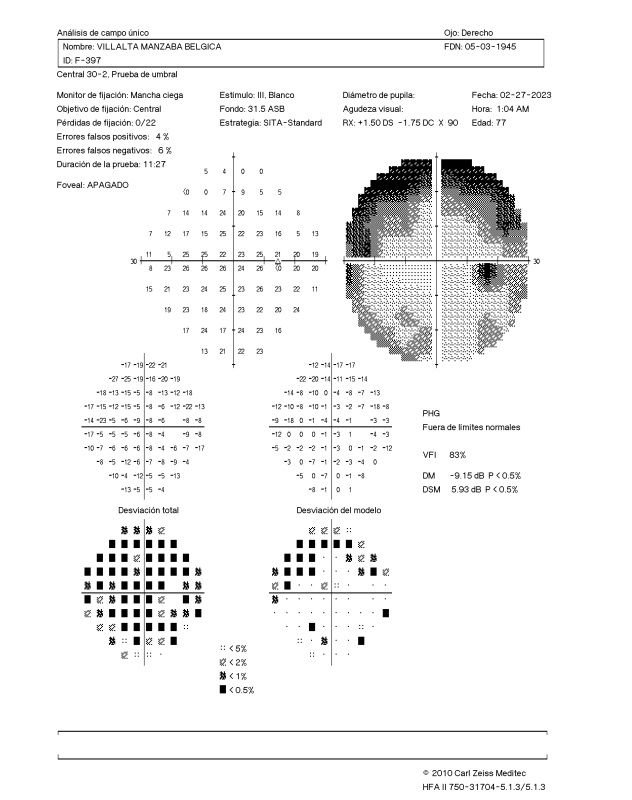 Análisis de campo único Ojo: Derecho
Nombre: VILLALTA MANZABA BELGICA FDN: 05-03-1945
ID: F-397
Central 30-2, Prueba de umbral
Monitor de fijación: Mancha ciega Estimulo: III, Blanco Diámetro de pupila: Fecha: 02-27-2023
Objetivo de fijación: Central Fondo: 31.5 ASB Agudeza visual: Hora: 1:04 AM
Pérdidas de fijación: 0/22 Estrategia: SITA-Standard RX: +1.50 DS -1.75 DC X 90 Edad: 77
Errores falsos positivos: 4 %
Errores falsos negativos: 6 %
Duración de la prueba: 11:27
Foveal: APAGADO
5 4 0 0
<0 0 7 9 5 5
7 14 14 24 20 15 14 8
7 12 17 15 25 22 23 16 5 13
30 11 5 25 25 22 23 25 21 20 19 30
8 23 26 26 26 24 26 <0 20 20
15 21 23 23 24 25 26 23 22 11
19 23 18 24 23 22 20 24
17 24 17 24 23 16
13 21 22 23
-17 -19 -22 -21 -12 -14 -17 -17
-27 -25 -19 -16 -20 -19 -22 -20 -14 -11 -15 -14
-18 -13 -15 -5 -8 -13 -12 -18 -14 -8 -10 0 -4 -8 -7 -13
-17 -15 -12 -15 -5 -8 -6 -12 -22 -13 -12 -10 -8 -10 -1 -3 -2 -7 -18 -8
-14 -23 -5 -6 -9 -8 -6 -8 -8 -9 -18 0 -1 -4 -3 -1 -3 -3
-17 -5 -5 -5 -6 -8 -4 -9 -8 -12 0 0 0 -1 -3 1 -4 -3
-10 -7 -6 -6 -6 -6 -4 -6 -7 -17 -5 -2 -2 -2 -1 -2 0 -1 -2 -12
-8 -5 -12 -6 -7 -8 -9 -4 -3 0 -7 -1 -2 -3 -4 0
-10 -4 -12 -5 -5 -13 -5 0 -7 0 -1 -8
-13 -5 -5 -4 -8 -1 0 1
PHG
Fuera de límites normales
VFI 83%
DM -9.15 dB P < 0.5%
DSM 5.93 dB P < 0.5%
Desviación total Desviación del modelo
< 5%
< 2%
< 1%
< 0.5%
© 2010 Carl Zeiss Meditec
HFA II 750-31704-5.1.3/5.1.3